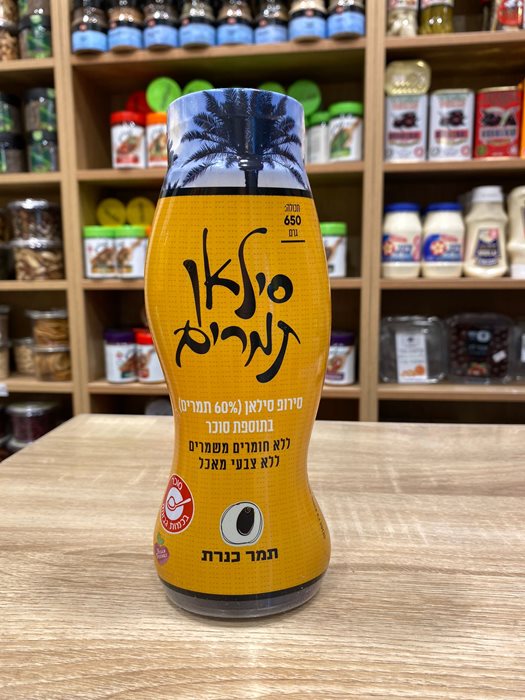 תכולה:
650
גרם
סילאן
תמרים
סירופ סילאן (60% תמרים)
בתוספת סוכר
ללא חומרים משמרים
ללא צבעי מאכל
סוכר
תמר כנרת